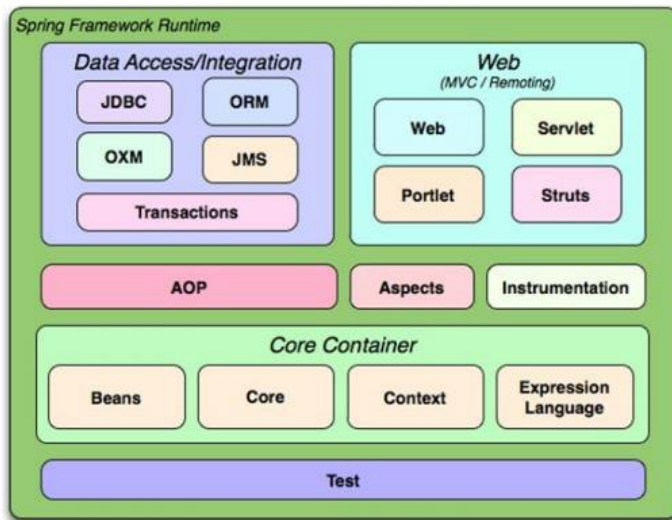 Spring Framework Runtime
Data Access/Integration
JDBC
ORM
OXM
JMS
Transactions
Web
(MVC / Remoting)
Web
Servlet
Portlet
Struts
AOP
Aspects
Instrumentation
Core Container
Beans
Core
Context
Expression
Language
Test